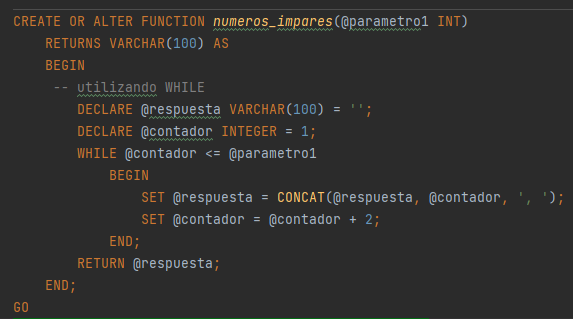 CREATE OR ALTER FUNCTION numeros_impares(@parametro1 INT)
    RETURNS VARCHAR(100) AS
    BEGIN
     -- utilizando WHILE
        DECLARE @respuesta VARCHAR(100) = '';
        DECLARE @contador INTEGER = 1;
        WHILE @contador <= @parametro1
            BEGIN
                SET @respuesta = CONCAT(@respuesta, @contador, ', ');
                SET @contador = @contador + 2;
            END;
        RETURN @respuesta;
    END;
GO